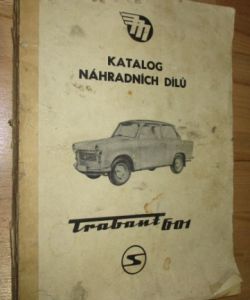 KATALOG
NÁHRADNÍCH DÍLŮ
Trabant 601
S